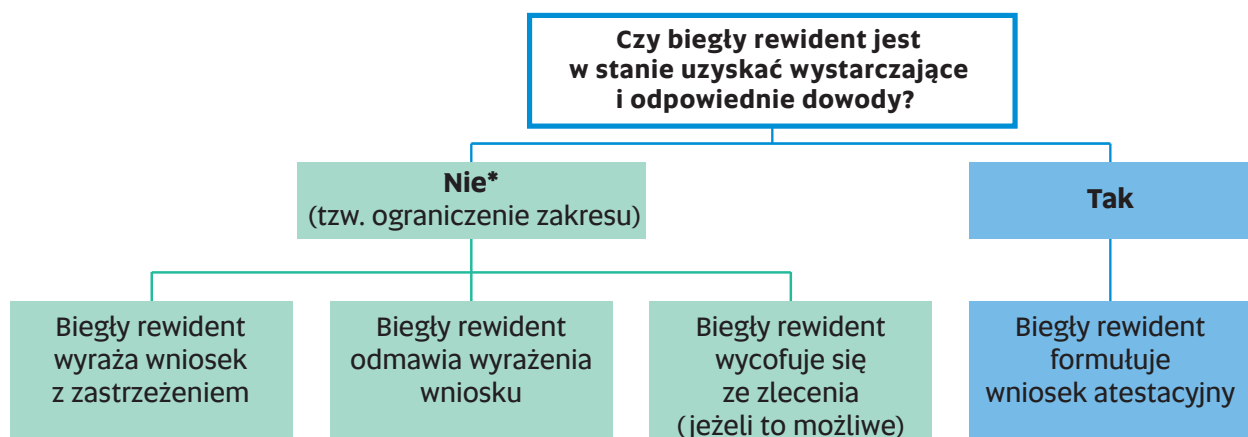 Czy biegły rewident jest
w stanie uzyskać wystarczające
i odpowiednie dowody?
Nie*
(tzw. ograniczenie zakresu)
Tak
Biegły rewident
wyraża wniosek
z zastrzeżeniem
Biegły rewident
odmawia wyrażenia
wniosku
Biegły rewident
wycofuje się
ze zlecenia
(jeżeli to możliwe)
Biegły rewident
formułuje
wniosek atestacyjny